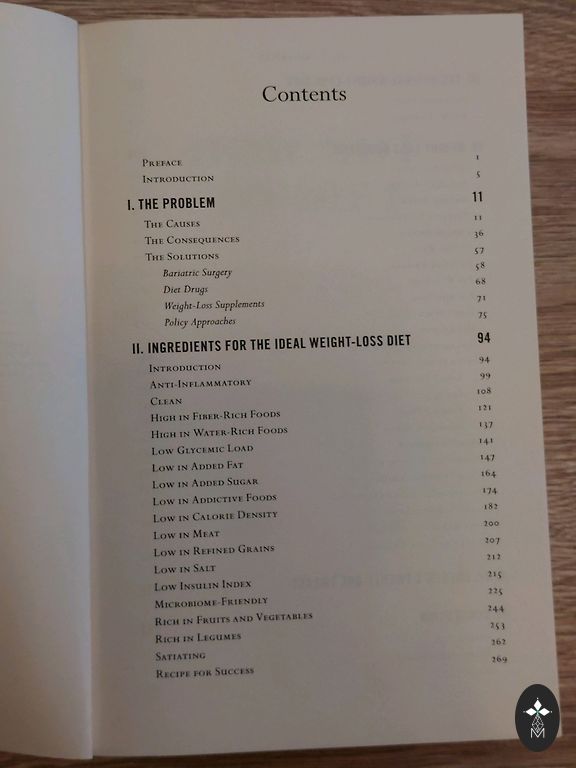 Contents
PREFACE 1
INTRODUCTION 5
I. THE PROBLEM 11
THE CAUSES 11
THE CONSEQUENCES 36
THE SOLUTIONS 57
Bariatric Surgery 58
Diet Drugs 68
Weight-Loss Supplements 71
Policy Approaches 75
II. INGREDIENTS FOR THE IDEAL WEIGHT-LOSS DIET 94
INTRODUCTION 94
ANTI-INFLAMMATORY 99
CLEAN 108
HIGH IN FIBER-RICH FOODS 121
HIGH IN WATER-RICH FOODS 137
LOW GLYCEMIC LOAD 141
LOW IN ADDED FAT 147
LOW IN ADDED SUGAR 164
LOW IN ADDICTIVE FOODS 174
LOW IN CALORIE DENSITY 182
LOW IN MEAT 200
LOW IN REFINED GRAINS 207
LOW IN SALT 212
LOW INSULIN INDEX 215
MICROBIOME-FRIENDLY 225
RICH IN FRUITS AND VEGETABLES 244
RICH IN LEGUMES 253
SATIATING 262
RECIPE FOR SUCCESS 269
M